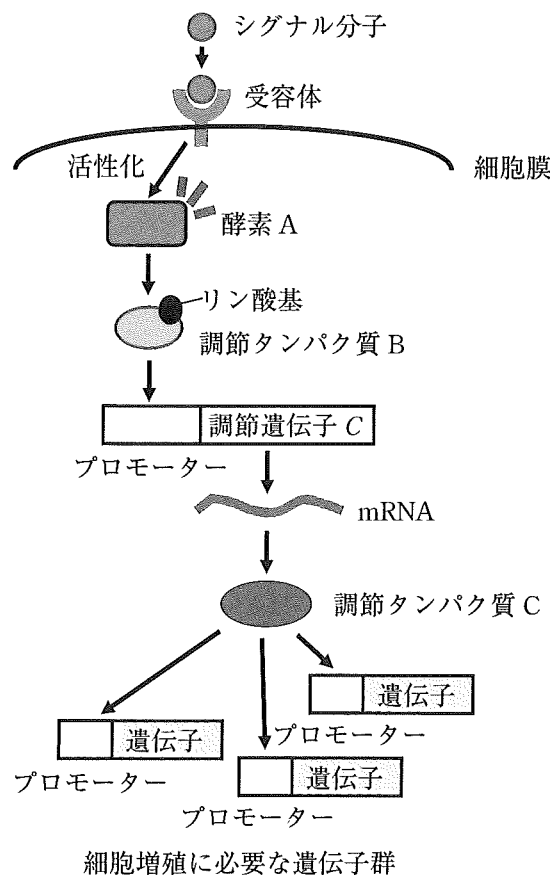 シグナル分子
受容体
活性化
細胞膜
酵素 A
リン酸基
調節タンパク質 B
調節遺伝子 C
プロモーター
mRNA
調節タンパク質 C
遺伝子
プロモーター
遺伝子
プロモーター
遺伝子
プロモーター
細胞増殖に必要な遺伝子群